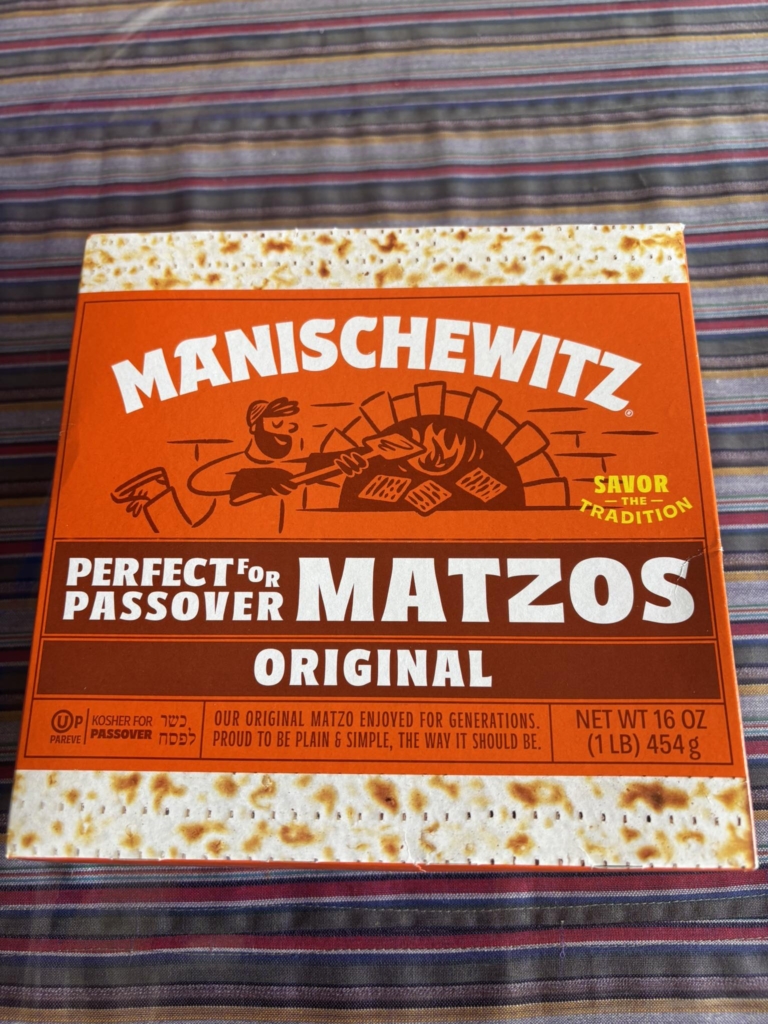 MANISCHEWITZ®
SAVOR
THE
TRADITION
PERFECT FOR
PASSOVER
MATZOS
ORIGINAL
U P
PAREVE
KOSHER FOR
PASSOVER
כשר
לפסח
OUR ORIGINAL MATZO ENJOYED FOR GENERATIONS.
PROUD TO BE PLAIN & SIMPLE, THE WAY IT SHOULD BE.
NET WT 16 OZ
(1 LB) 454g